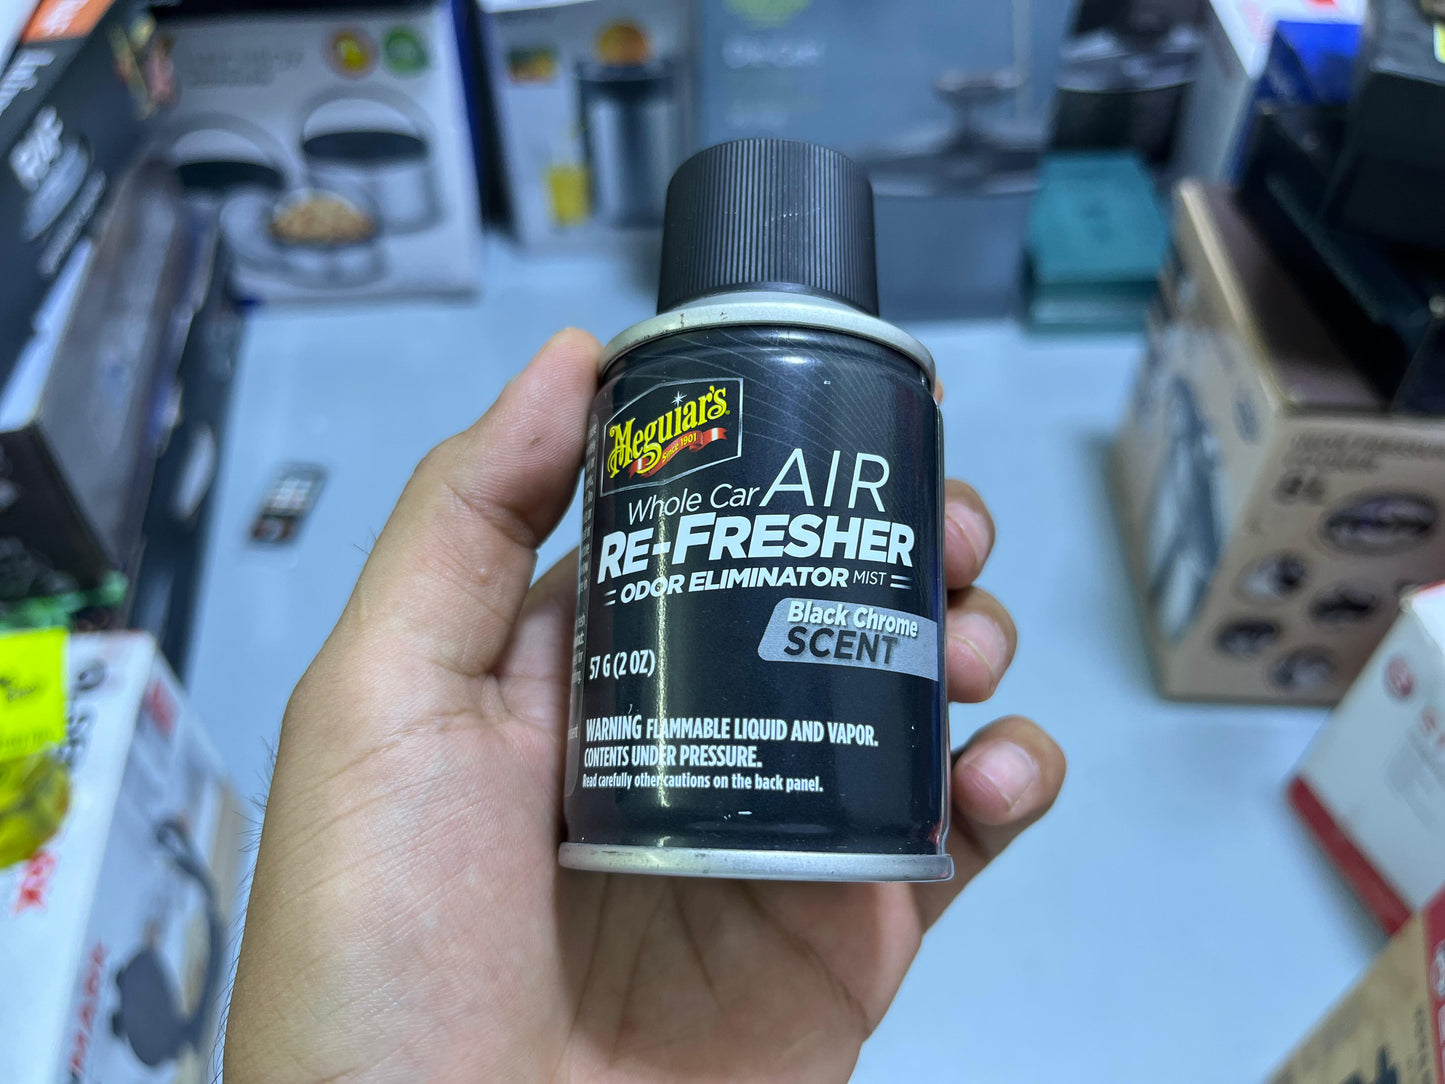 Meguiar's
Since 1901
Whole Car AIR
RE-FRESHER
ODOR ELIMINATOR MIST
Black Chrome
SCENT
57 G (2 OZ)
WARNING FLAMMABLE LIQUID AND VAPOR.
CONTENTS UNDER PRESSURE.
Read carefully other cautions on the back panel.